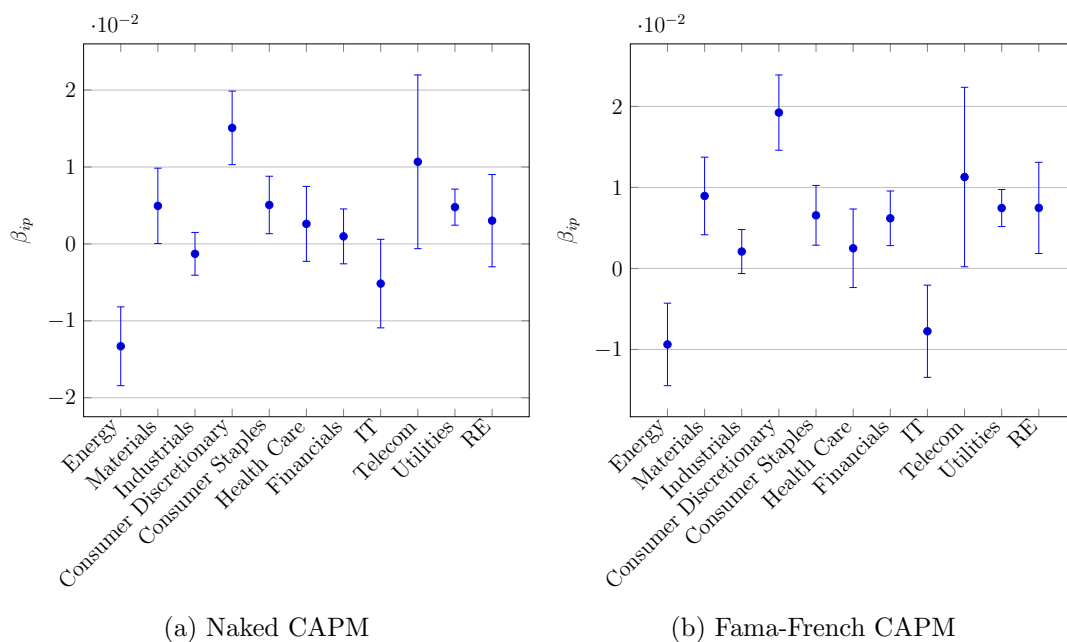 ·10⁻²
2
1
0
−1
−2
β_ip
Energy
Materials
Industrials
Consumer Discretionary
Consumer Staples
Health Care
Financials
IT
Telecom
Utilities
RE
(a) Naked CAPM
·10⁻²
2
1
0
−1
β_ip
Energy
Materials
Industrials
Consumer Discretionary
Consumer Staples
Health Care
Financials
IT
Telecom
Utilities
RE
(b) Fama-French CAPM